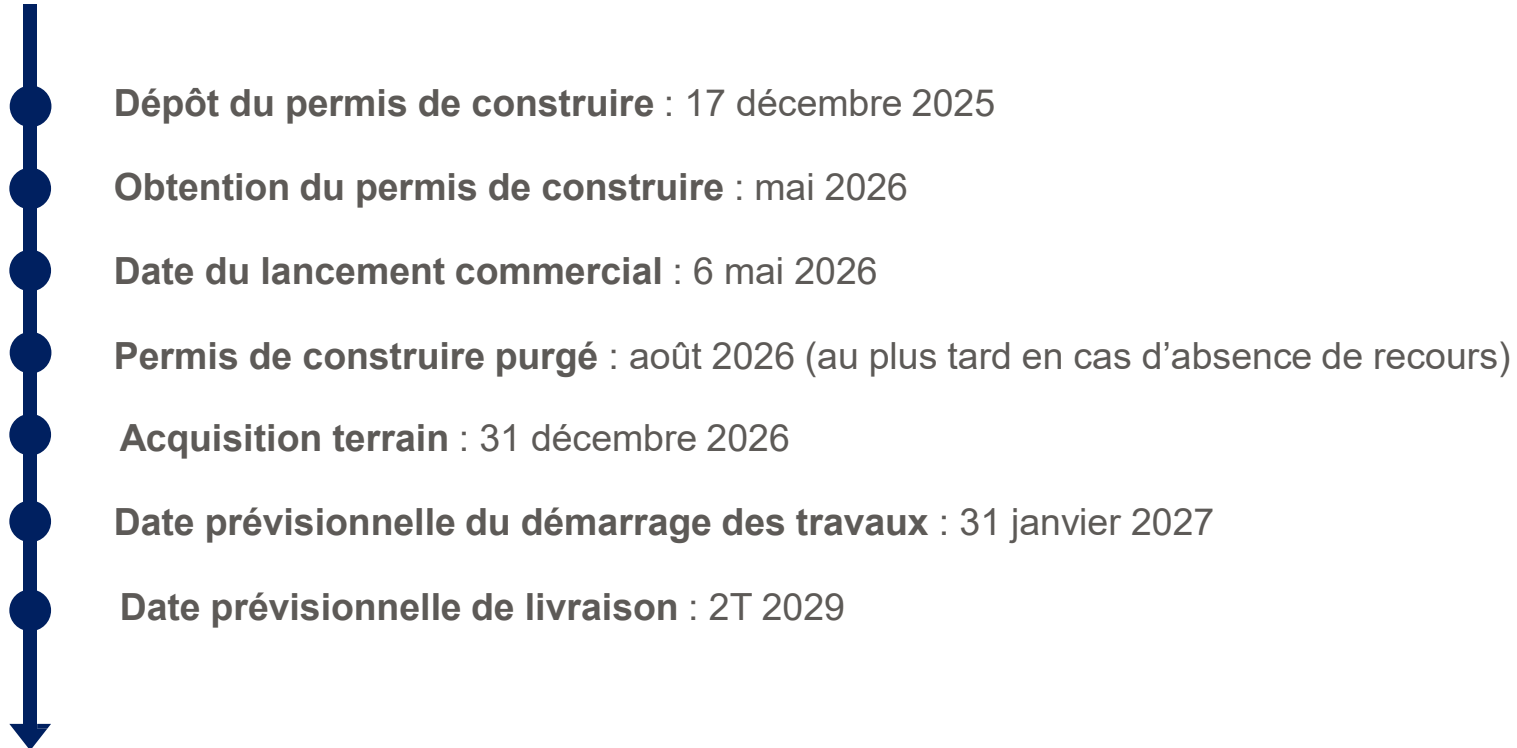 Dépôt du permis de construire : 17 décembre 2025
Obtention du permis de construire : mai 2026
Date du lancement commercial : 6 mai 2026
Permis de construire purgé : août 2026 (au plus tard en cas d’absence de recours)
Acquisition terrain : 31 décembre 2026
Date prévisionnelle du démarrage des travaux : 31 janvier 2027
Date prévisionnelle de livraison : 2T 2029